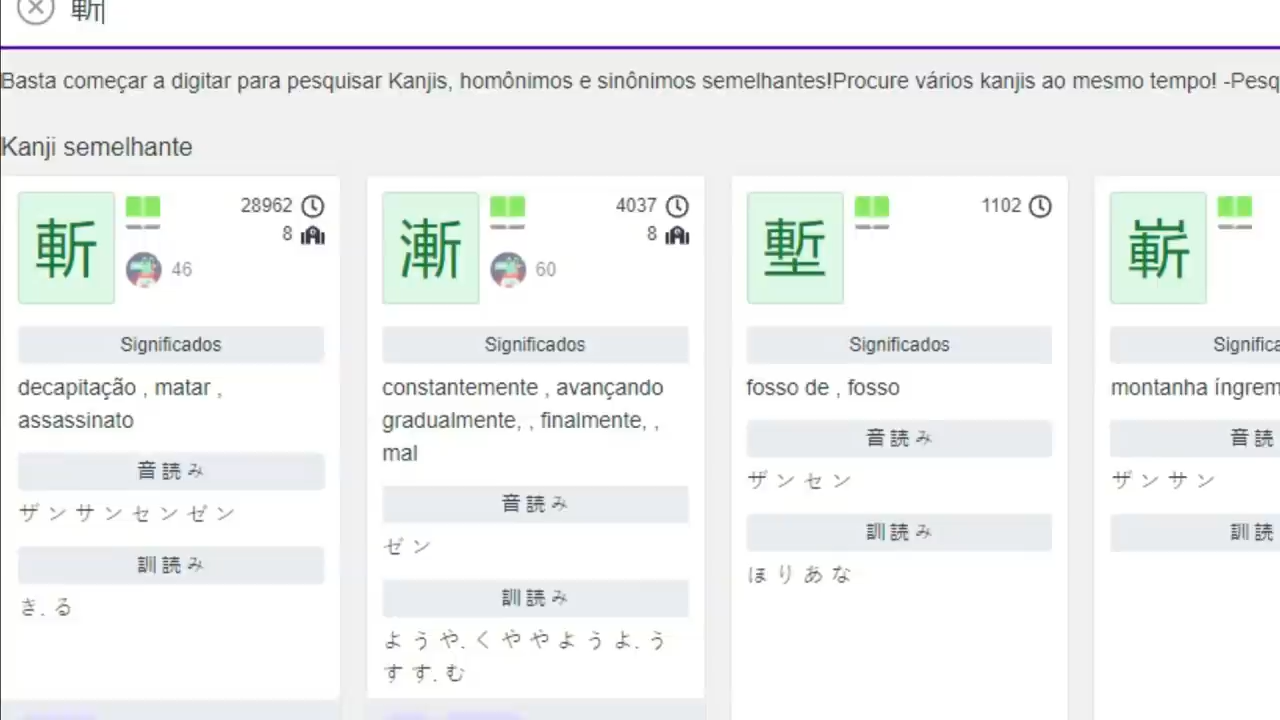 斬
Basta começar a digitar para pesquisar Kanjis, homônimos e sinônimos semelhantes!Procure vários kanjis ao mesmo tempo! -Pesq
Kanji semelhante
斬
28962
8
46
Significados
decapitação , matar ,
assassinato
音読み
ザンサンセンゼン
訓読み
き.る
漸
4037
8
60
Significados
constantemente , avançando
gradualmente, , finalmente, ,
mal
音読み
ゼン
訓読み
ようや.くややようよ.う
すす.む
塹
1102
Significados
fosso de , fosso
音読み
ザンセン
訓読み
ほりあな
嶄
Significa
montanha íngrem
音読
ザンサン
訓読